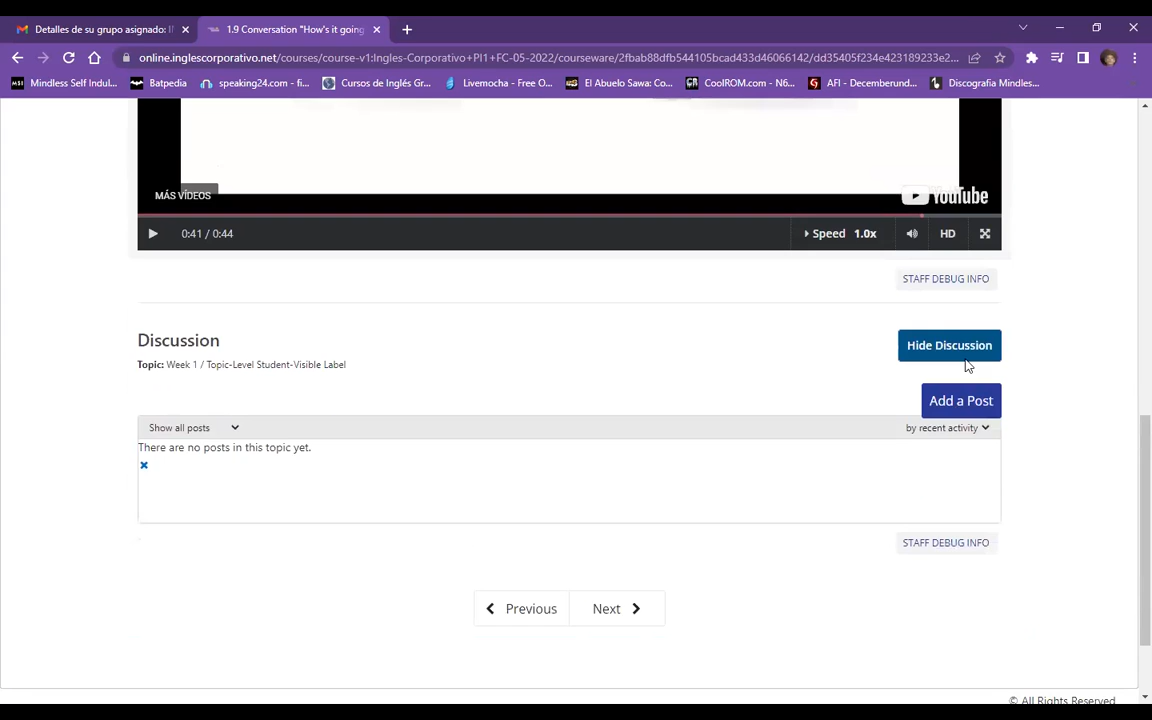 Detalles de su grupo asignado: I
1.9 Conversation "How's it going
online.inglescorporativo.net/courses/course-v1:Ingles-Corporativo+PI1+FC-05-2022/courseware/2fbab88dfb544105bcad433d46066142/dd35405f234e423189233e2...
Mindless Self Indul...
Batpedia
speaking24.com - fi...
Cursos de Inglés Gr...
Livemocha - Free O...
El Abuelo Sawa: Co...
CoolROM.com - N6...
AFI - Decemberund...
Discografia Mindles...
MÁS VÍDEOS
YouTube
0:41 / 0:44
Speed 1.0x
HD
STAFF DEBUG INFO
Discussion
Hide Discussion
Topic: Week 1 / Topic-Level Student-Visible Label
Add a Post
Show all posts
by recent activity
There are no posts in this topic yet.
STAFF DEBUG INFO
Previous
Next
© All Rights Reserved